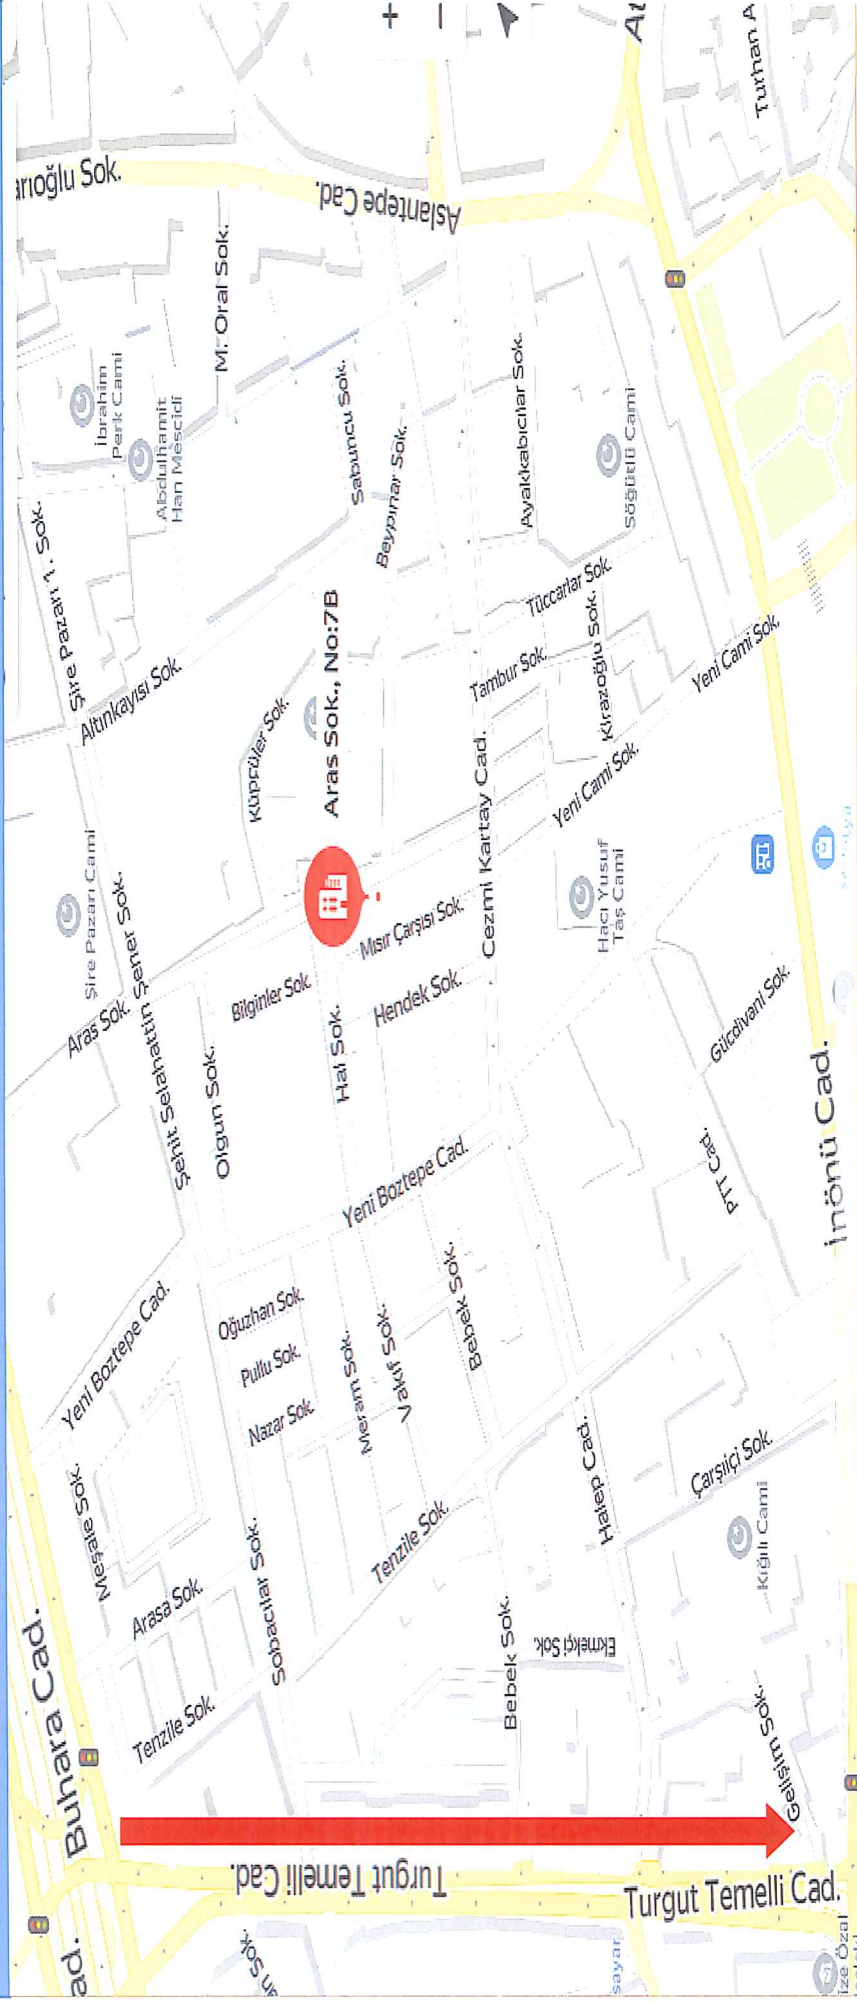 Buhara Cad.
Meşale Sok.
Yeni Boztepe Cad.
Arasa Sok.
Tenzile Sok.
Aras Sok.
Şire Pazarı Cami
Şehit Selahattin Şener Sok.
Altınkayısı Sok.
Şire Pazarı 1. Sok.
İbrahim
Perk Cami
Abdulhamit
Han Mescidi
M. Oral Sok.
Sobacılar Sok.
Nazar Sok.
Pullu Sok.
Oğuzhan Sok.
Olgun Sok.
Bilginler Sok.
Küpçüler Sok.
Turgut Temelli Cad.
Aras Sok., No:7B
Hal Sok.
Meram Sok.
Vakıf Sok.
Yeni Boztepe Cad.
Tenzile Sok.
Hendek Sok.
Mısır Çarşısı Sok.
Sabuncu Sok.
Beypınar Sok.
Aslantepe Cad.
Bebek Sok.
Bebek Sok.
Cezmi Kartay Cad.
Tambur Sok.
Tüccarlar Sok.
Ayakkabıcılar Sok.
Ekmekçi Sok.
Halep Cad.
Yeni Cami Sok.
Kirazoğlu Sok.
Söğütlü Cami
Hacı Yusuf
Taş Cami
Çarşıiçi Sok.
Kığılı Cami
PTT Cad.
Gücdivani Sok.
Yeni Cami Sok.
Gelişim Sok.
Turgut Temelli Cad.
İnönü Cad.